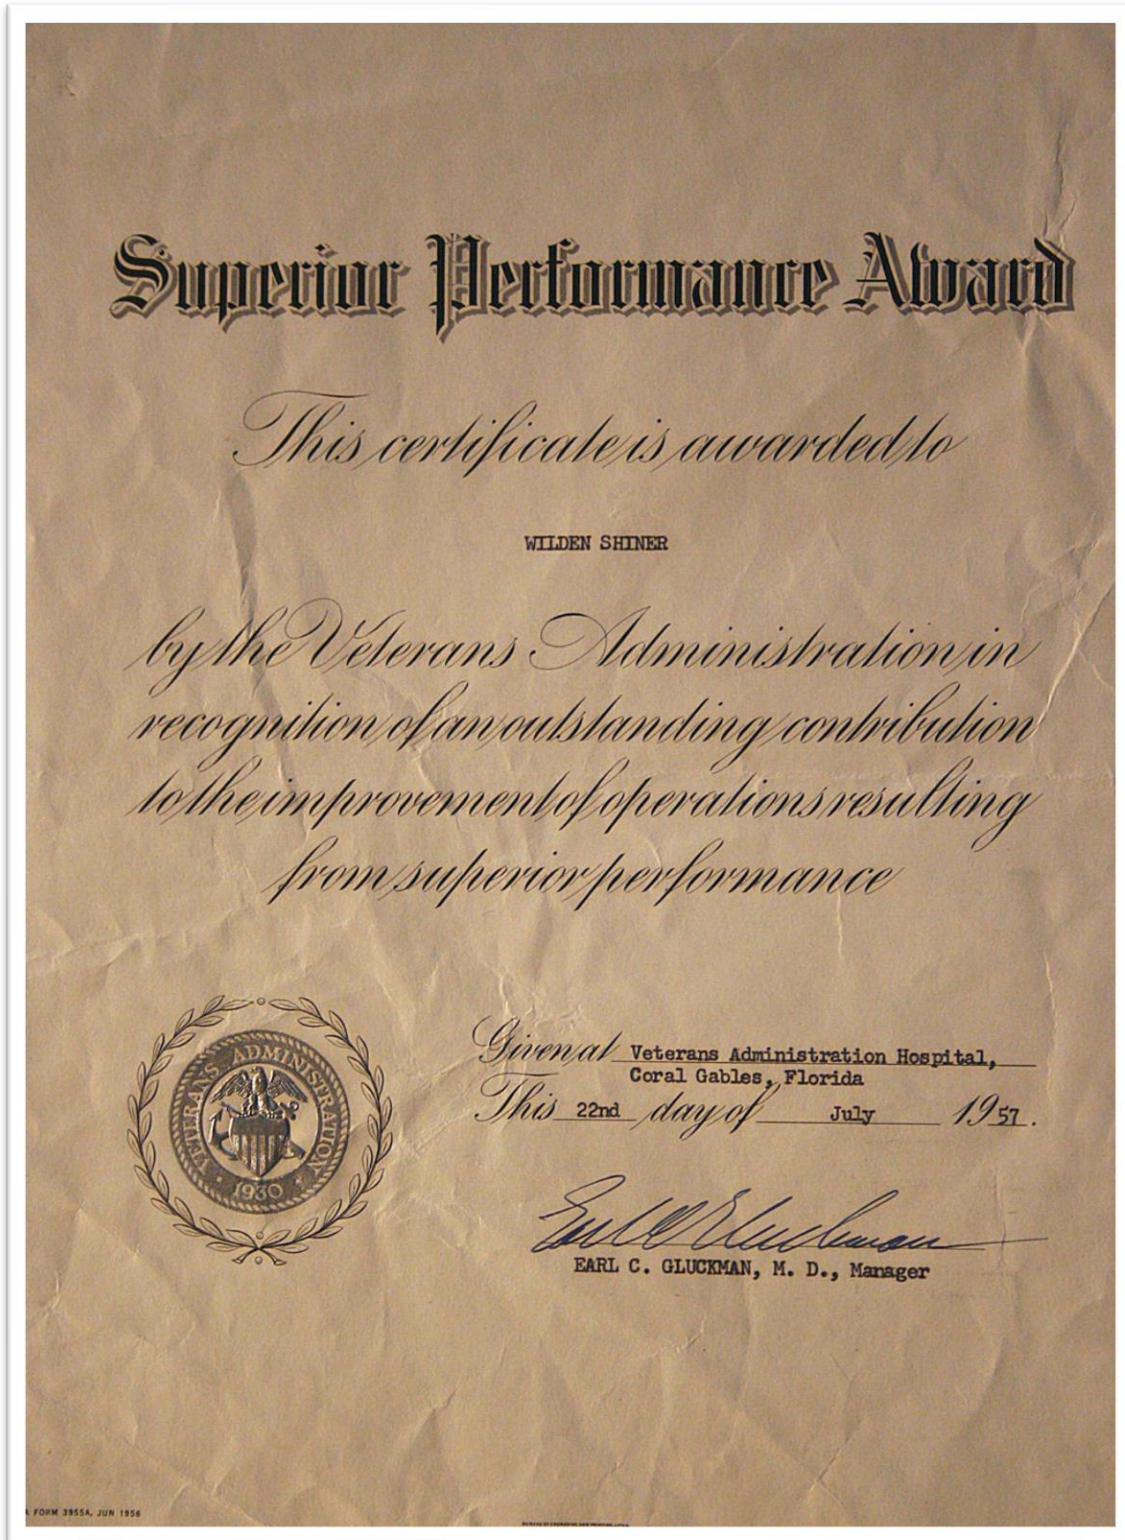 Superior Performance Award
This certificate is awarded to
WILDEN SHINER
by the Veterans Administration in
recognition of an outstanding contribution
to the improvement of operations resulting
from superior performance
VETERANS ADMINISTRATION
1930
Given at Veterans Administration Hospital,
Coral Gables, Florida
This 22nd day of July 1957.
Earl C Gluckman
EARL C. GLUCKMAN, M. D., Manager
A FORM 3955A, JUN 1956